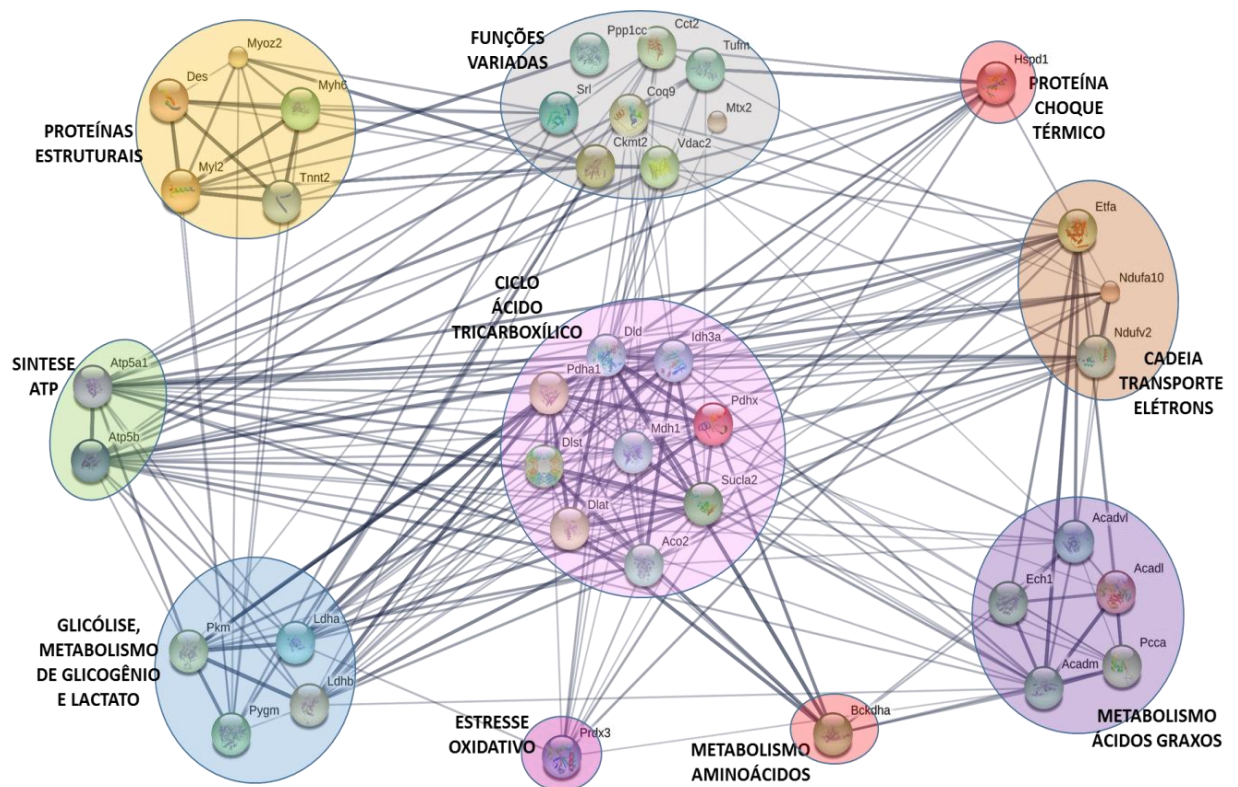 Myoz2
Des
Myh6
PROTEÍNAS
ESTRUTURAIS
Myl2
Tnnt2
FUNÇÕES
VARIADAS
Ppp1cc
Cct2
Tufm
Srl
Coq9
Mtx2
Ckmt2
Vdac2
Hspd1
PROTEÍNA
CHOQUE
TÉRMICO
Etfa
Ndufa10
Ndufv2
CADEIA
TRANSPORTE
ELÉTRONS
CICLO
ÁCIDO
TRICARBOXÍLICO
Dld
Idh3a
Pdha1
Pdhx
Mdh1
Dlst
Sucla2
Dlat
Aco2
SINTESE
ATP
Atp5a1
Atp5b
GLICÓLISE,
METABOLISMO
DE GLICOGÊNIO
E LACTATO
Pkm
Ldha
Ldhb
Pygm
ESTRESSE
OXIDATIVO
Prdx3
METABOLISMO
AMINOÁCIDOS
Bckdha
Acadvl
Ech1
Acadl
Pcca
Acadm
METABOLISMO
ÁCIDOS GRAXOS